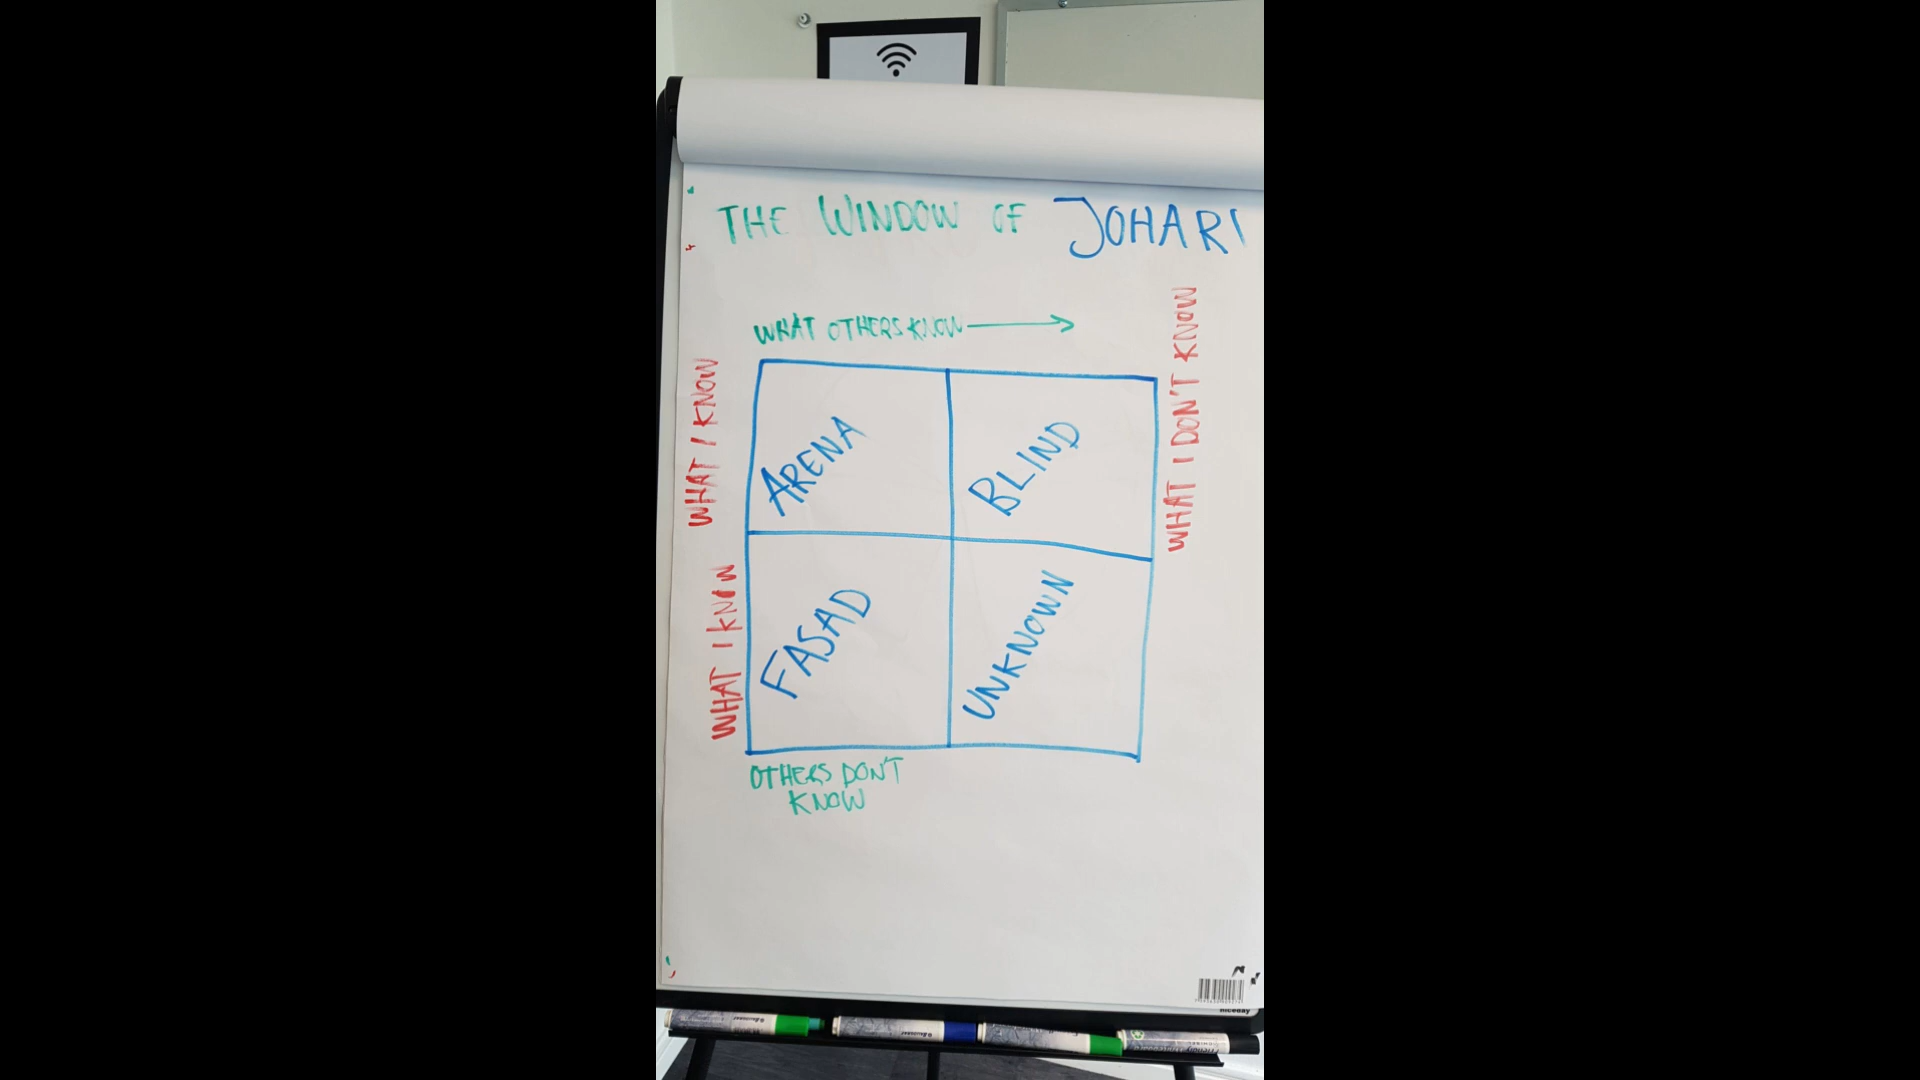 THE WINDOW OF JOHARI
WHAT OTHERS KNOW
WHAT I KNOW
WHAT I DON'T KNOW
ARENA
BLIND
WHAT I KNOW
FASAD
UNKNOWN
OTHERS DON'T
KNOW
niceday